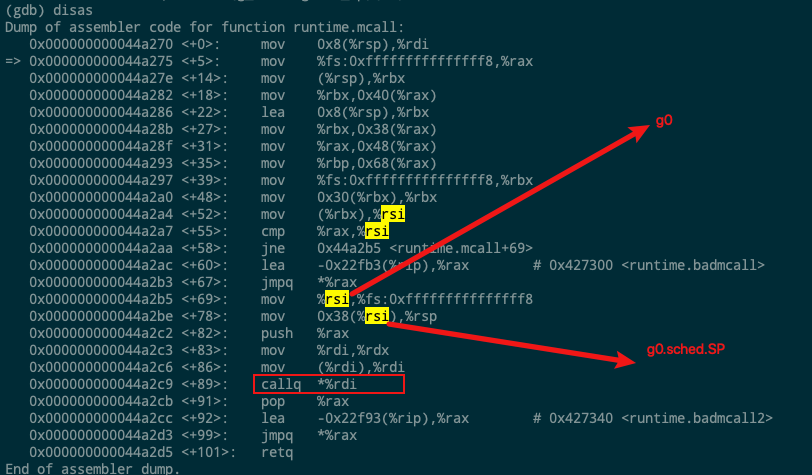 (gdb) disas
Dump of assembler code for function runtime.mcall:
0x000000000044a270 <+0>: mov 0x8(%rsp),%rdi
=> 0x000000000044a275 <+5>: mov %fs:0xfffffffffffffff8,%rax
0x000000000044a27e <+14>: mov (%rsp),%rbx
0x000000000044a282 <+18>: mov %rbx,0x40(%rax)
0x000000000044a286 <+22>: lea 0x8(%rsp),%rbx
0x000000000044a28b <+27>: mov %rbx,0x38(%rax)
0x000000000044a28f <+31>: mov %rax,0x48(%rax)
0x000000000044a293 <+35>: mov %rbp,0x68(%rax)
0x000000000044a297 <+39>: mov %fs:0xfffffffffffffff8,%rbx
0x000000000044a2a0 <+48>: mov 0x30(%rbx),%rbx
0x000000000044a2a4 <+52>: mov (%rbx),%rsi
0x000000000044a2a7 <+55>: cmp %rax,%rsi
0x000000000044a2aa <+58>: jne 0x44a2b5 <runtime.mcall+69>
0x000000000044a2ac <+60>: lea -0x22fb3(%rip),%rax # 0x427300 <runtime.badmcall>
0x000000000044a2b3 <+67>: jmpq *%rax
0x000000000044a2b5 <+69>: mov %rsi,%fs:0xfffffffffffffff8
0x000000000044a2be <+78>: mov 0x38(%rsi),%rsp
0x000000000044a2c2 <+82>: push %rax
0x000000000044a2c3 <+83>: mov %rdi,%rdx
0x000000000044a2c6 <+86>: mov (%rdi),%rdi
0x000000000044a2c9 <+89>: callq *%rdi
0x000000000044a2cb <+91>: pop %rax
0x000000000044a2cc <+92>: lea -0x22f93(%rip),%rax # 0x427340 <runtime.badmcall2>
0x000000000044a2d3 <+99>: jmpq *%rax
0x000000000044a2d5 <+101>: retq
End of assembler dump.
g0
g0.sched.SP